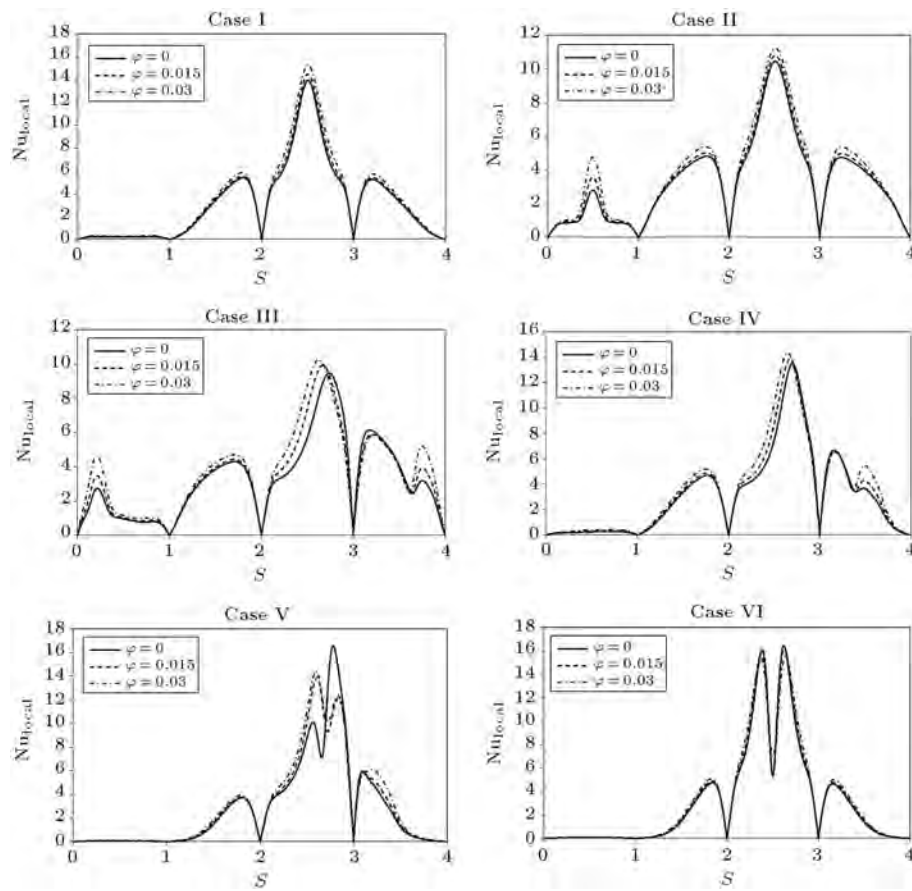 Case I
18
16
14
12
10
8
6
4
2
0
φ=0
φ=0.015
φ=0.03
Nu_local
0 1 2 3 4
S
Case II
12
10
8
6
4
2
0
φ=0
φ=0.015
φ=0.03
Nu_local
0 1 2 3 4
S
Case III
12
10
8
6
4
2
0
φ=0
φ=0.015
φ=0.03
Nu_local
0 1 2 3 4
S
Case IV
16
14
12
10
8
6
4
2
0
φ=0
φ=0.015
φ=0.03
Nu_local
0 1 2 3 4
S
Case V
18
16
14
12
10
8
6
4
2
0
φ=0
φ=0.015
φ=0.03
Nu_local
0 1 2 3 4
S
Case VI
18
16
14
12
10
8
6
4
2
0
φ=0
φ=0.015
φ=0.03
Nu_local
0 1 2 3 4
S